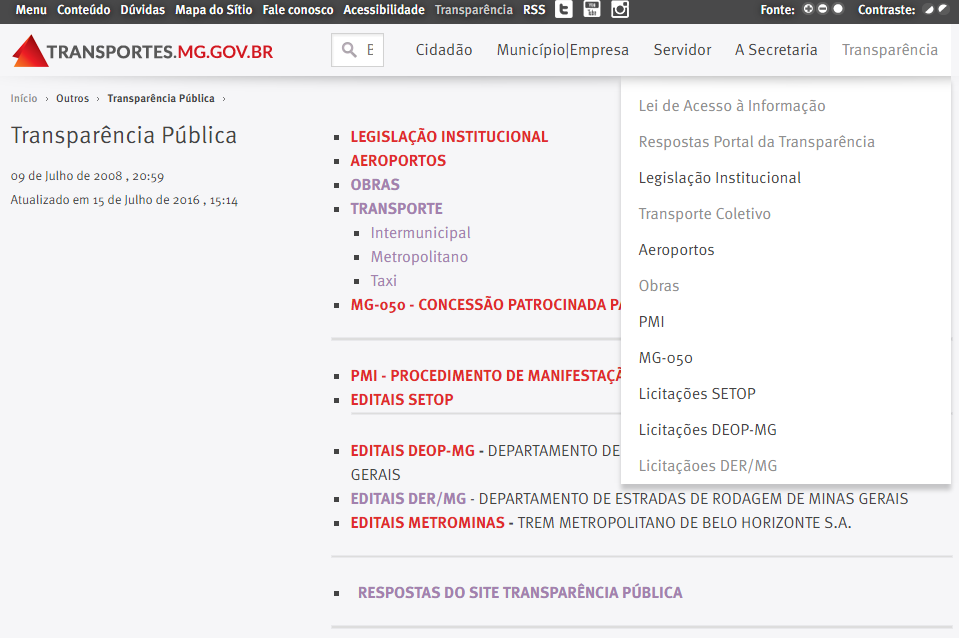 Menu Conteúdo Dúvidas Mapa do Sítio Fale conosco Acessibilidade Transparência RSS Fonte: Contraste:
TRANSPORTES.MG.GOV.BR E Cidadão Município|Empresa Servidor A Secretaria Transparência
Início › Outros › Transparência Pública ›
Transparência Pública
09 de Julho de 2008 , 20:59
Atualizado em 15 de Julho de 2016 , 15:14
LEGISLAÇÃO INSTITUCIONAL
AEROPORTOS
OBRAS
TRANSPORTE
Intermunicipal
Metropolitano
Taxi
MG-050 - CONCESSÃO PATROCINADA PA
PMI - PROCEDIMENTO DE MANIFESTAÇÃ
EDITAIS SETOP
EDITAIS DEOP-MG - DEPARTAMENTO DE
GERAIS
EDITAIS DER/MG - DEPARTAMENTO DE ESTRADAS DE RODAGEM DE MINAS GERAIS
EDITAIS METROMINAS - TREM METROPOLITANO DE BELO HORIZONTE S.A.
RESPOSTAS DO SITE TRANSPARÊNCIA PÚBLICA
Lei de Acesso à Informação
Respostas Portal da Transparência
Legislação Institucional
Transporte Coletivo
Aeroportos
Obras
PMI
MG-050
Licitações SETOP
Licitações DEOP-MG
Licitaçãoes DER/MG